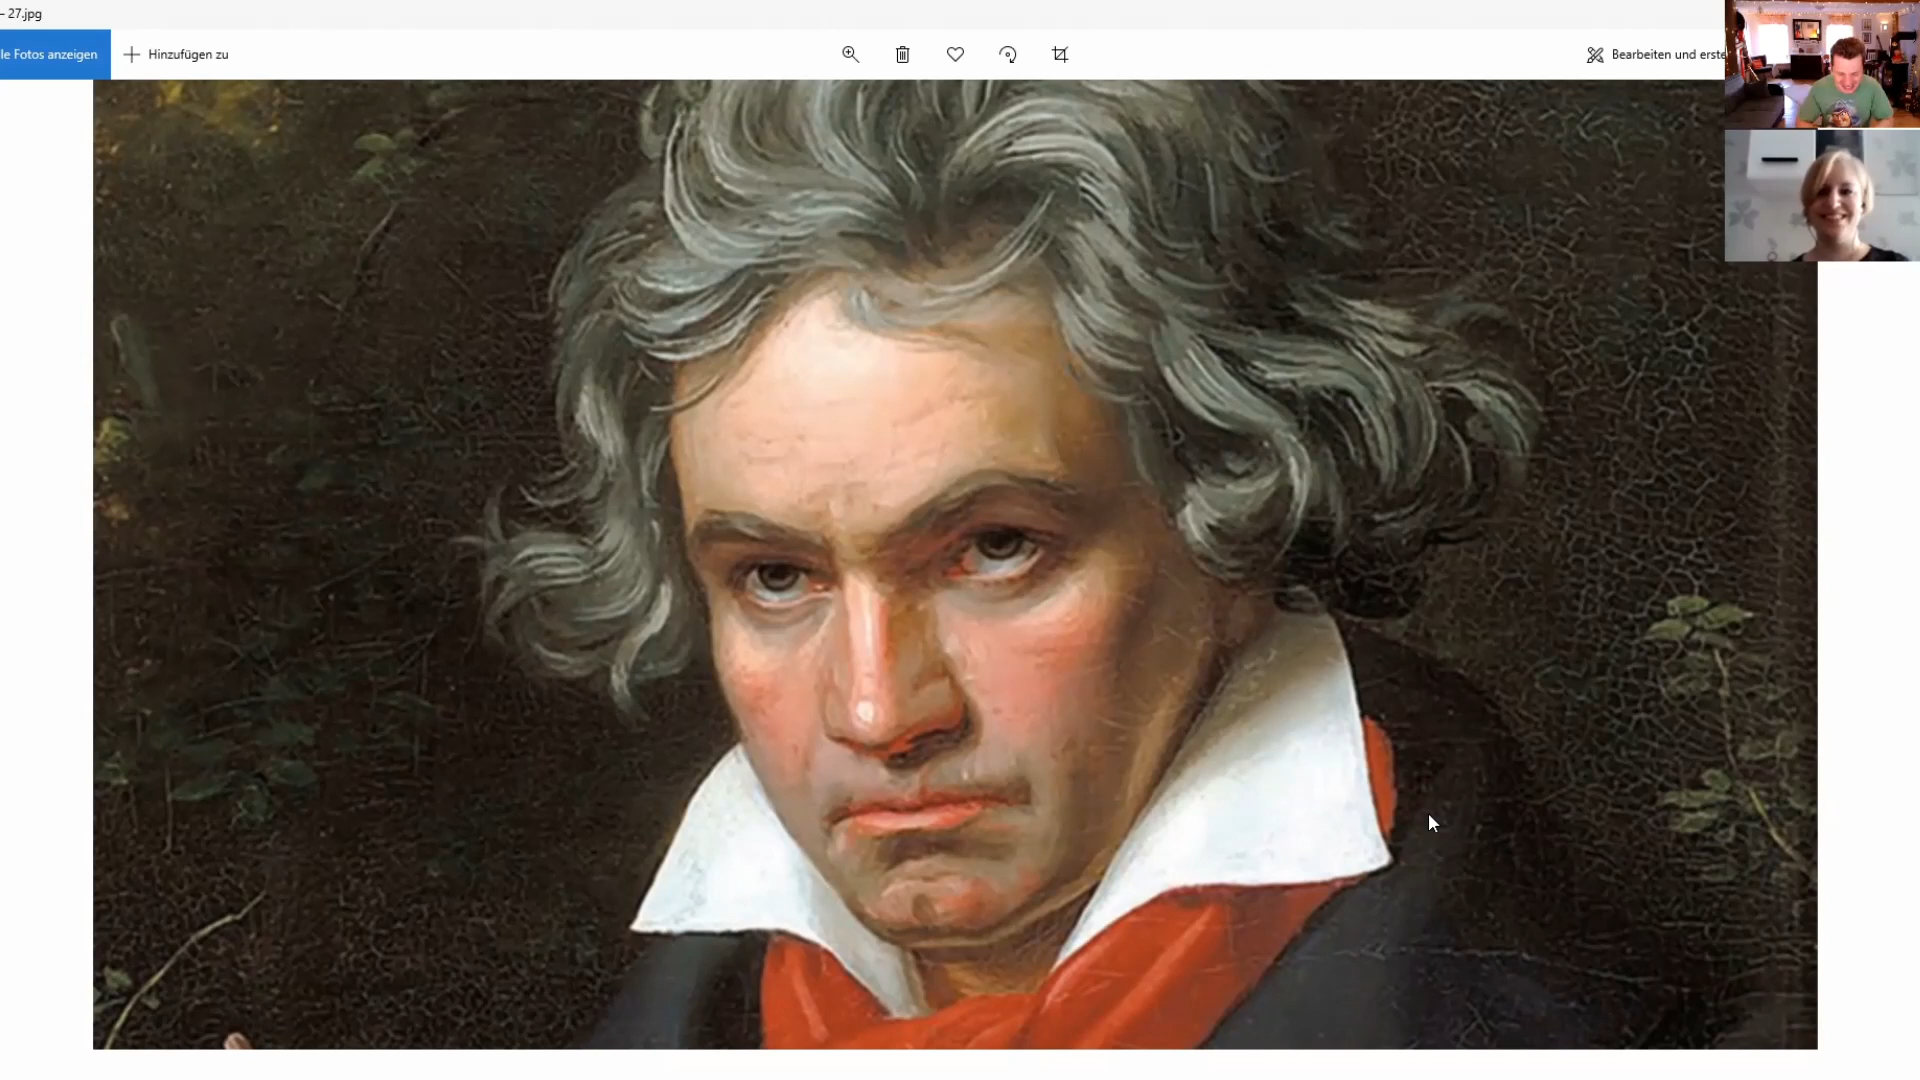 – 27.jpg
le Fotos anzeigen
Hinzufügen zu
Bearbeiten und erste